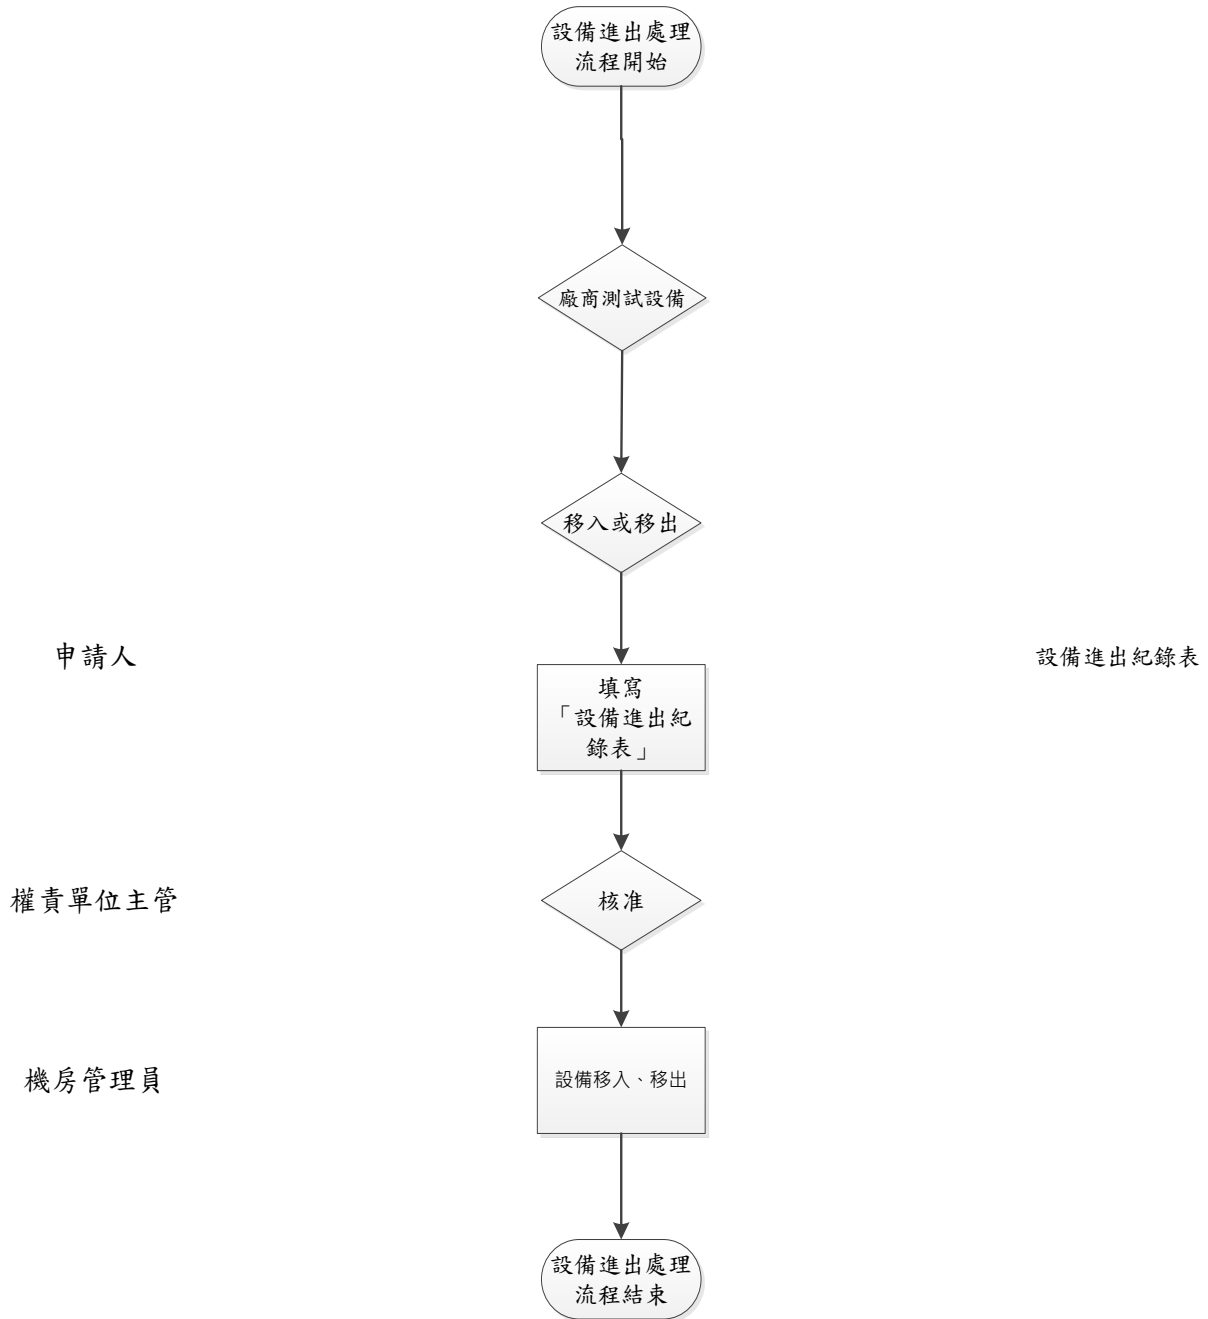 設備進出處理
流程開始
廠商測試設備
移入或移出
申請人
設備進出紀錄表
填寫
「設備進出紀
錄表」
權責單位主管
核准
機房管理員
設備移入、移出
設備進出處理
流程結束